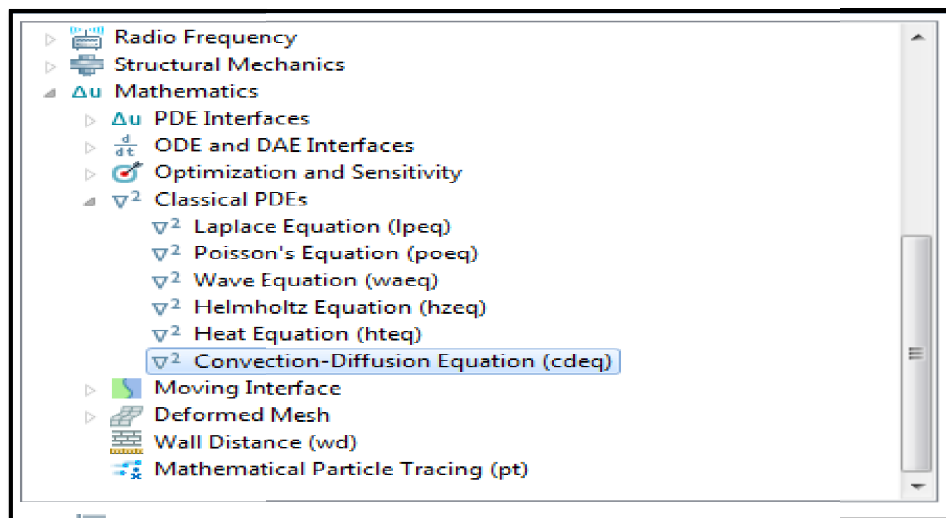 Radio Frequency
Structural Mechanics
Δu Mathematics
Δu PDE Interfaces
d/dt ODE and DAE Interfaces
Optimization and Sensitivity
∇² Classical PDEs
∇² Laplace Equation (lpeq)
∇² Poisson's Equation (poeq)
∇² Wave Equation (waeq)
∇² Helmholtz Equation (hzeq)
∇² Heat Equation (hteq)
∇² Convection-Diffusion Equation (cdeq)
Moving Interface
Deformed Mesh
Wall Distance (wd)
Mathematical Particle Tracing (pt)